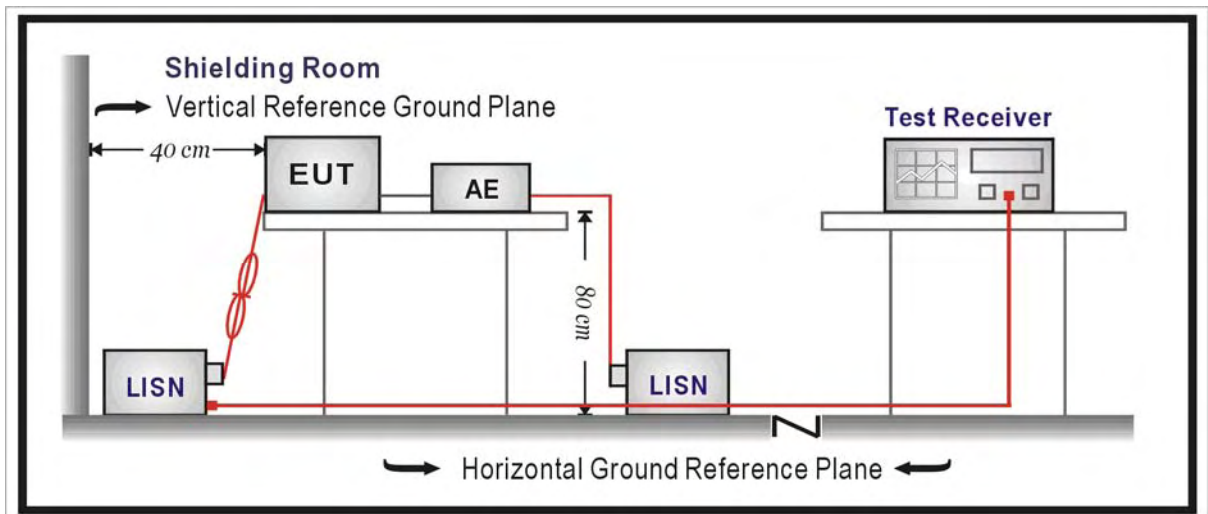 Shielding Room
Vertical Reference Ground Plane
Test Receiver
40 cm
EUT
AE
80 cm
LISN
LISN
Horizontal Ground Reference Plane